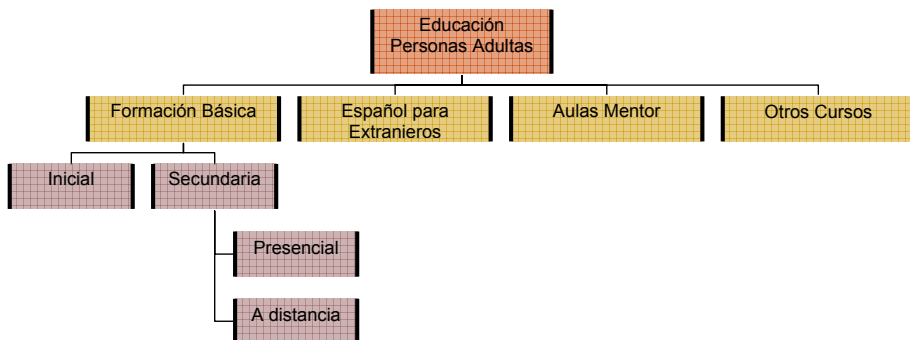 Educación
Personas Adultas
Formación Básica
Español para
Extranieros
Aulas Mentor
Otros Cursos
Inicial
Secundaria
Presencial
A distancia